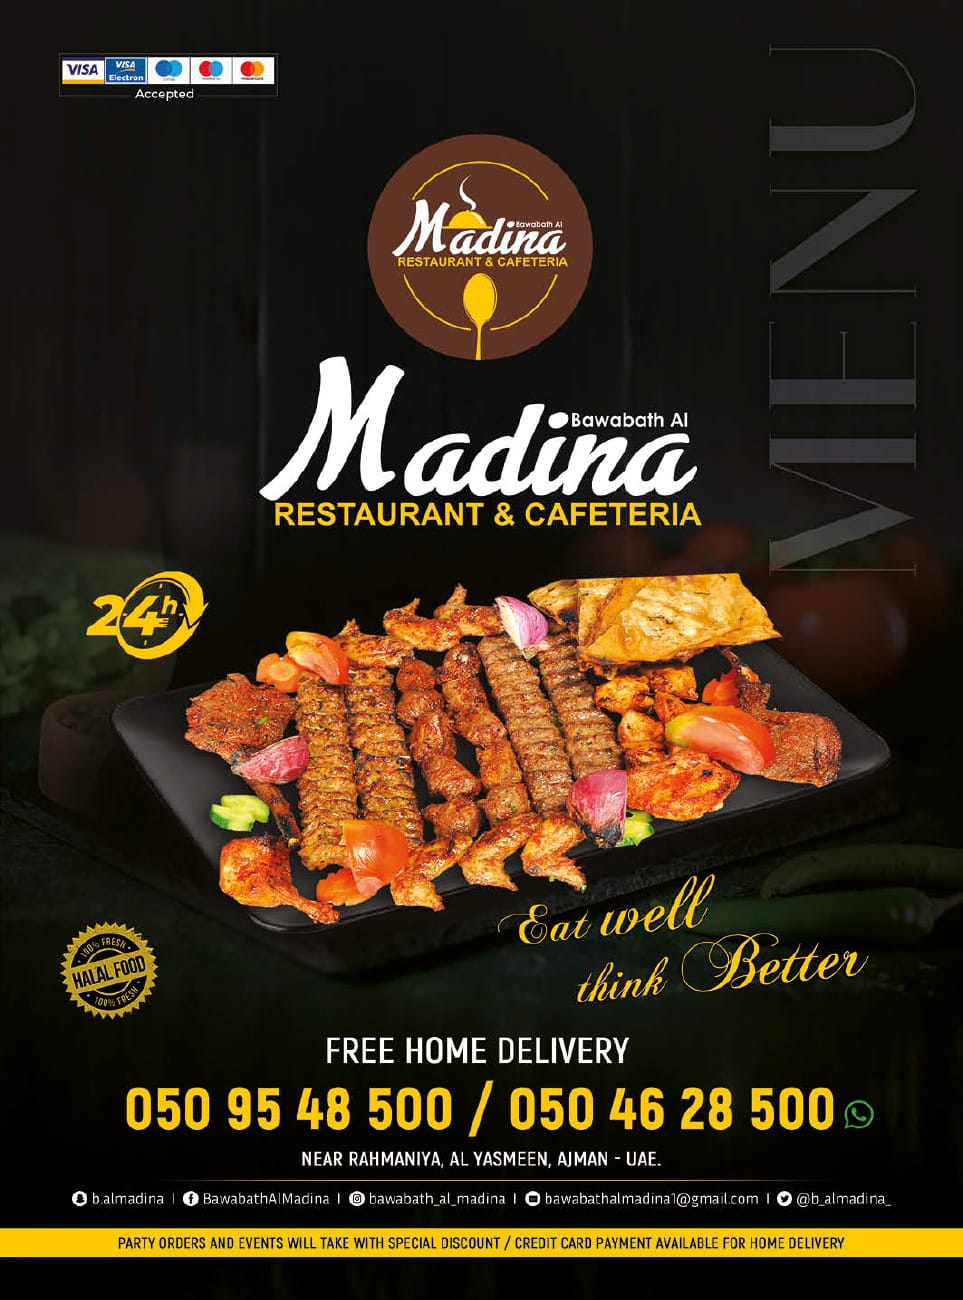 VISA
VISA
Electron
Accepted
MENU
Madina
Bawabath Al
RESTAURANT & CAFETERIA
Madina
Bawabath Al
RESTAURANT & CAFETERIA
24h
100% FRESH
HALAL FOOD
100% FRESH
Eat well
think Better
FREE HOME DELIVERY
050 95 48 500 / 050 46 28 500
NEAR RAHMANIYA, AL YASMEEN, AJMAN - UAE.
b.almadina | BawabathAlMadina | bawabath_al_madina | bawabathalmadina1@gmail.com | @b_almadina_
PARTY ORDERS AND EVENTS WILL TAKE WITH SPECIAL DISCOUNT / CREDIT CARD PAYMENT AVAILABLE FOR HOME DELIVERY